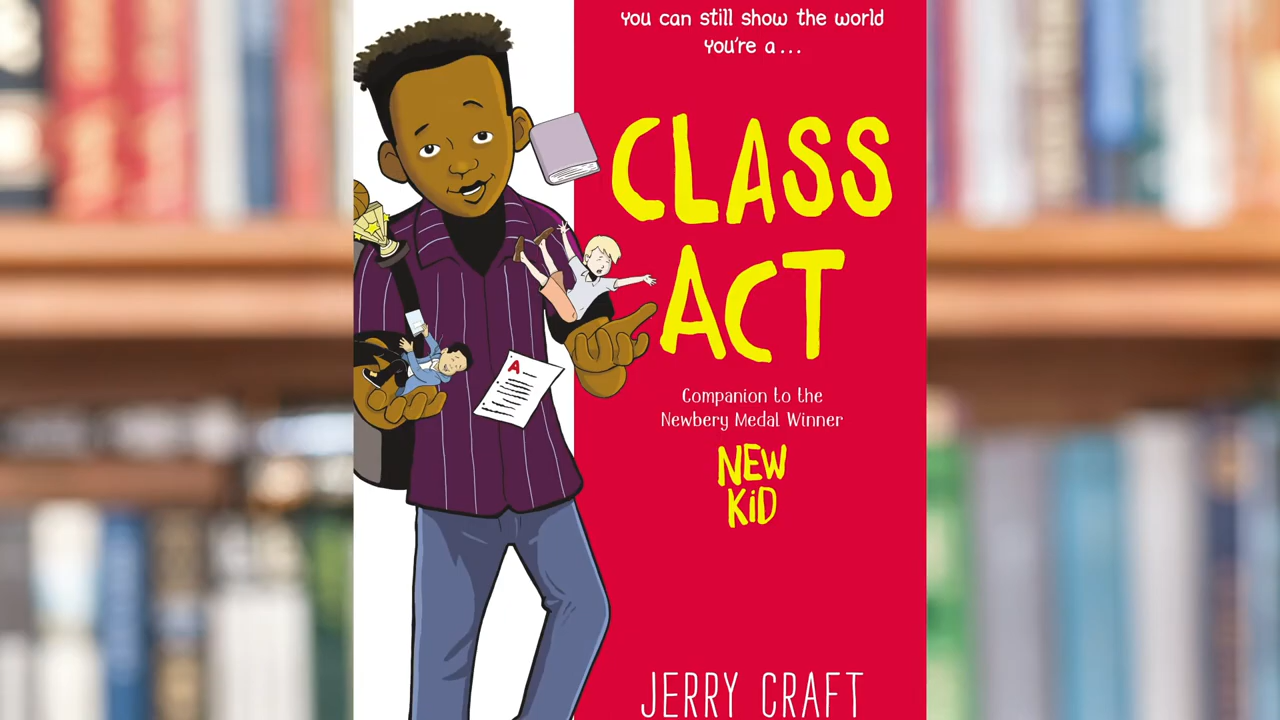 You can still show the world
You're a...
CLASS
ACT
Companion to the
Newbery Medal Winner
NEW
KiD
JERRY CRAFT
A